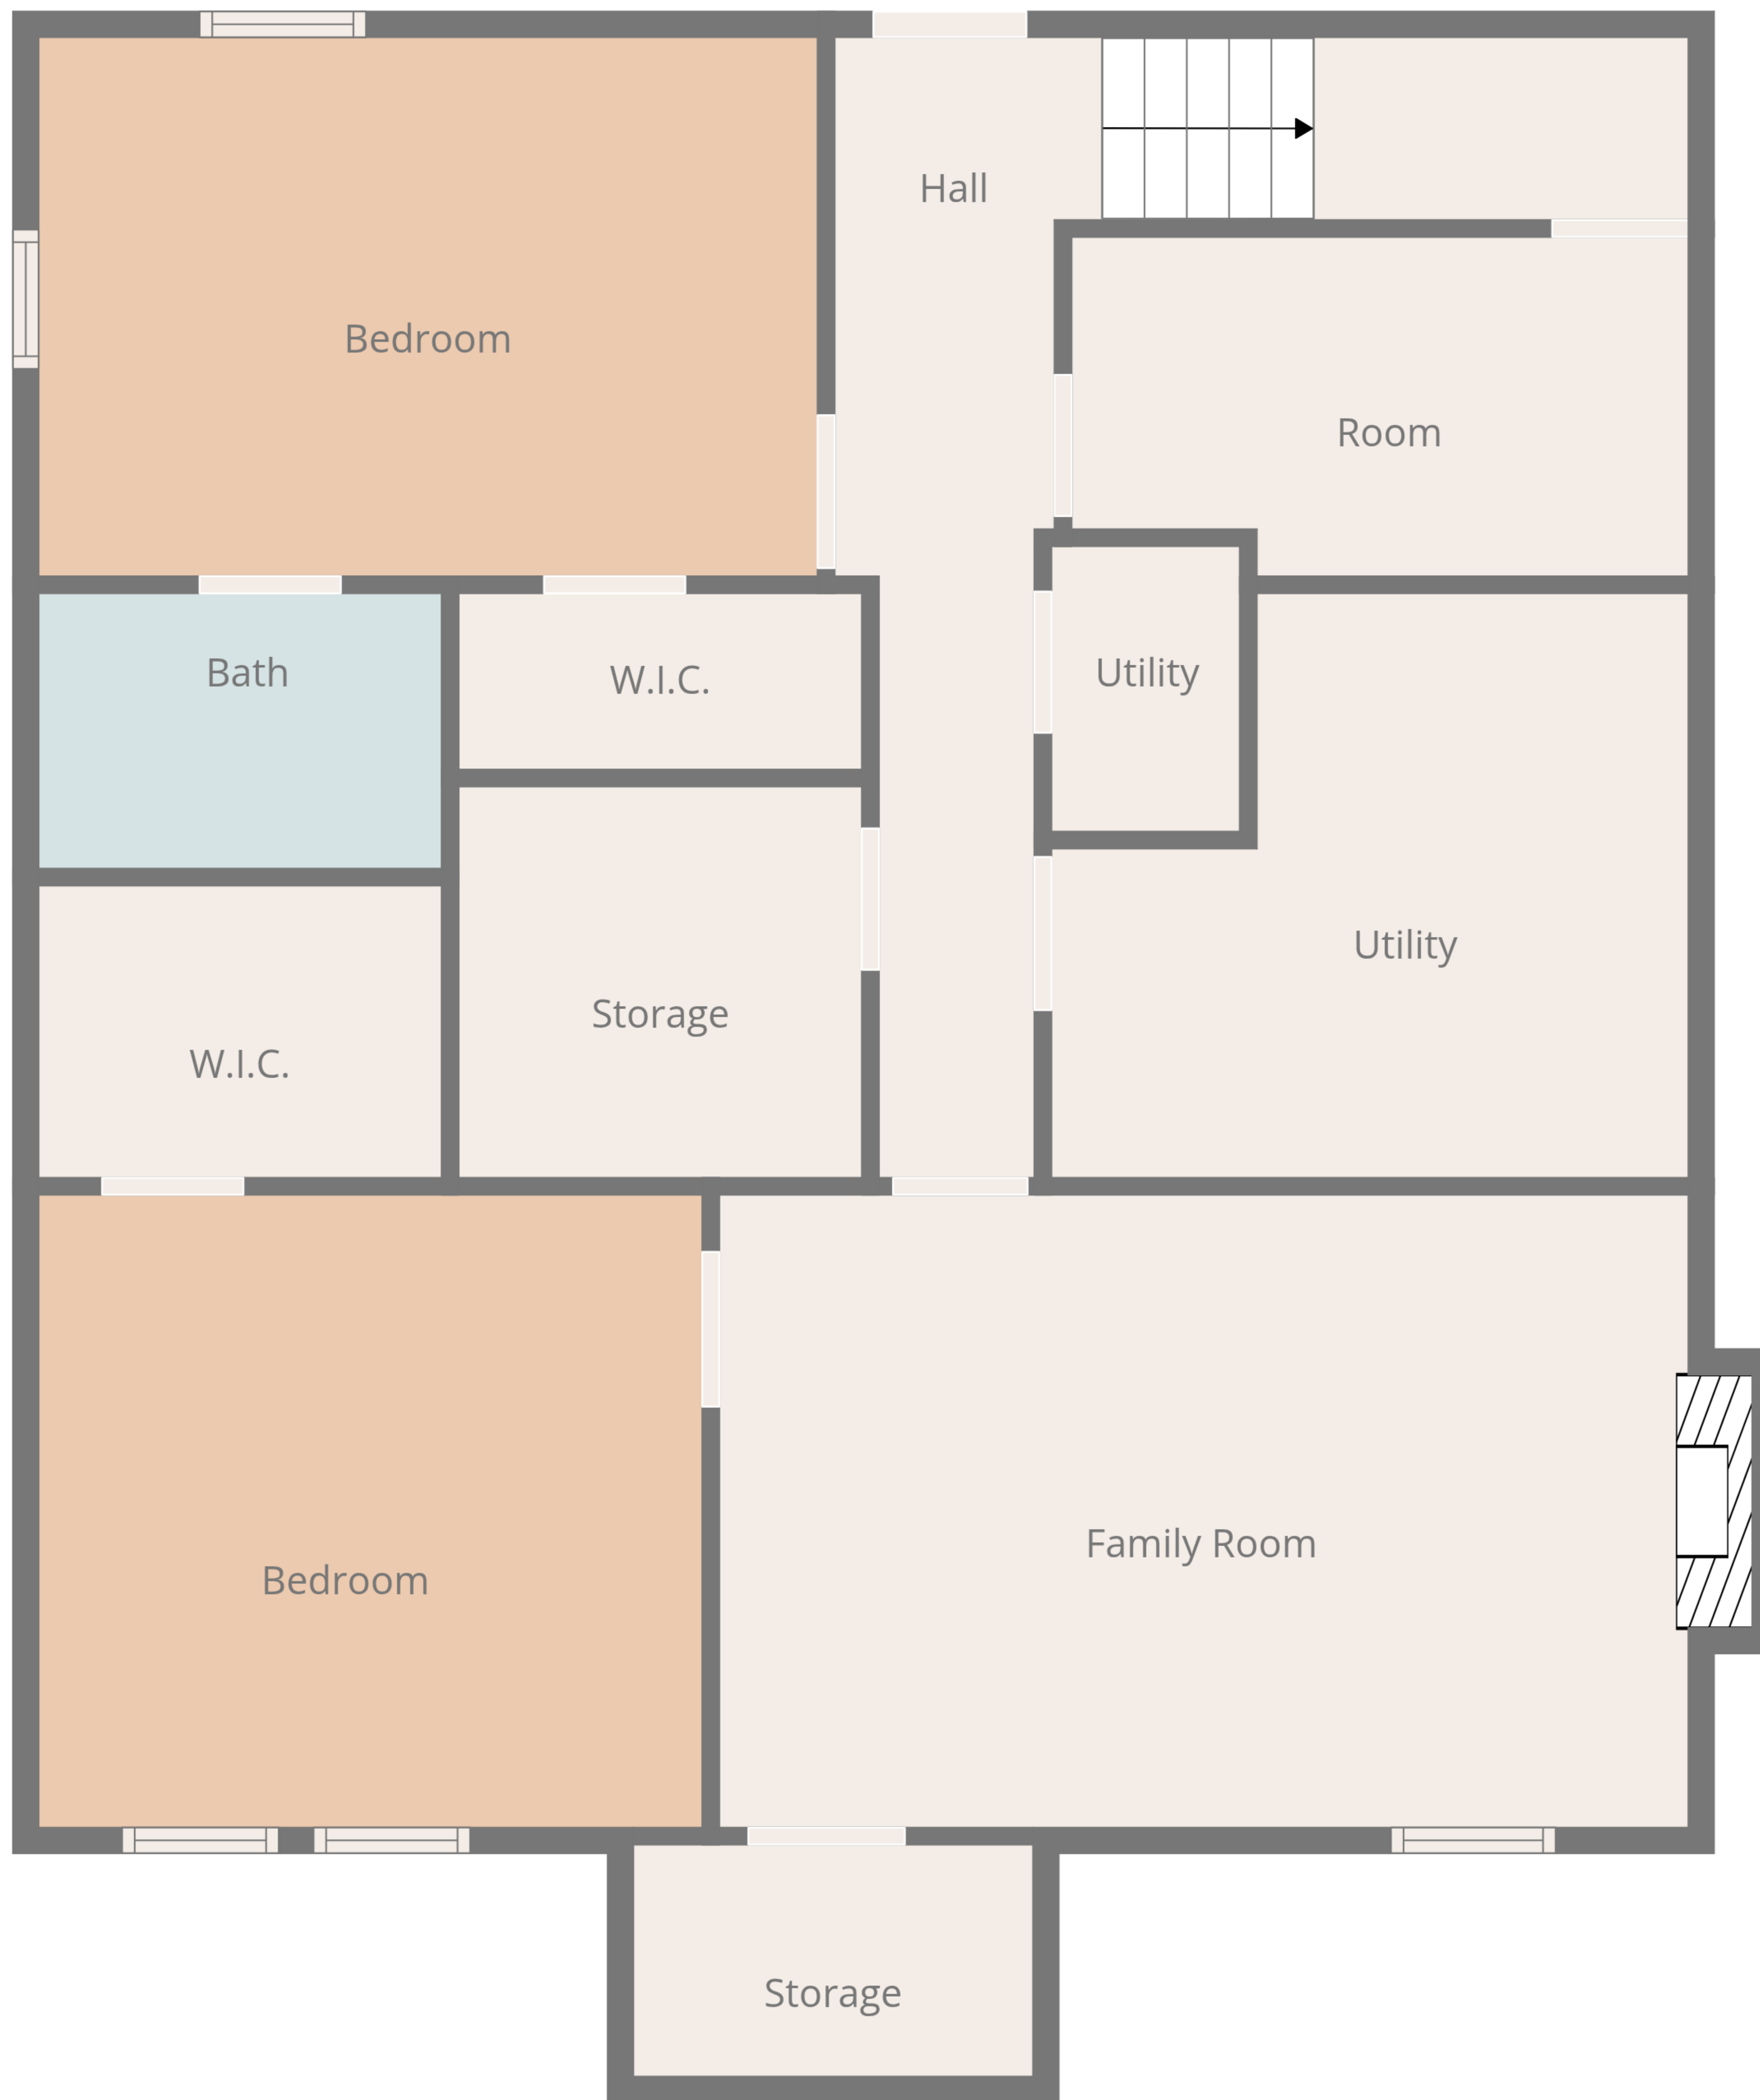 Hall
Bedroom
Room
Bath
W.I.C.
Utility
Utility
Storage
W.I.C.
Family Room
Bedroom
Storage